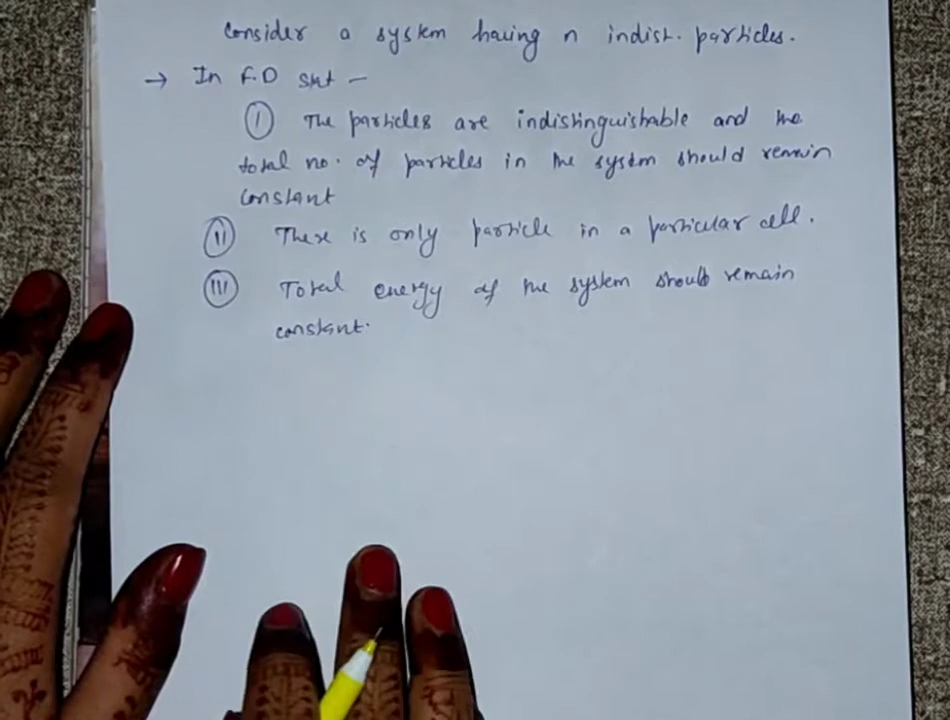 Consider a system having n indist. particles.
→ In F.D stat –
(I) The particles are indistinguishable and the
total no. of particles in the system should remain
constant
(II) There is only particle in a particular cell.
(III) Total energy of the system should remain
constant.